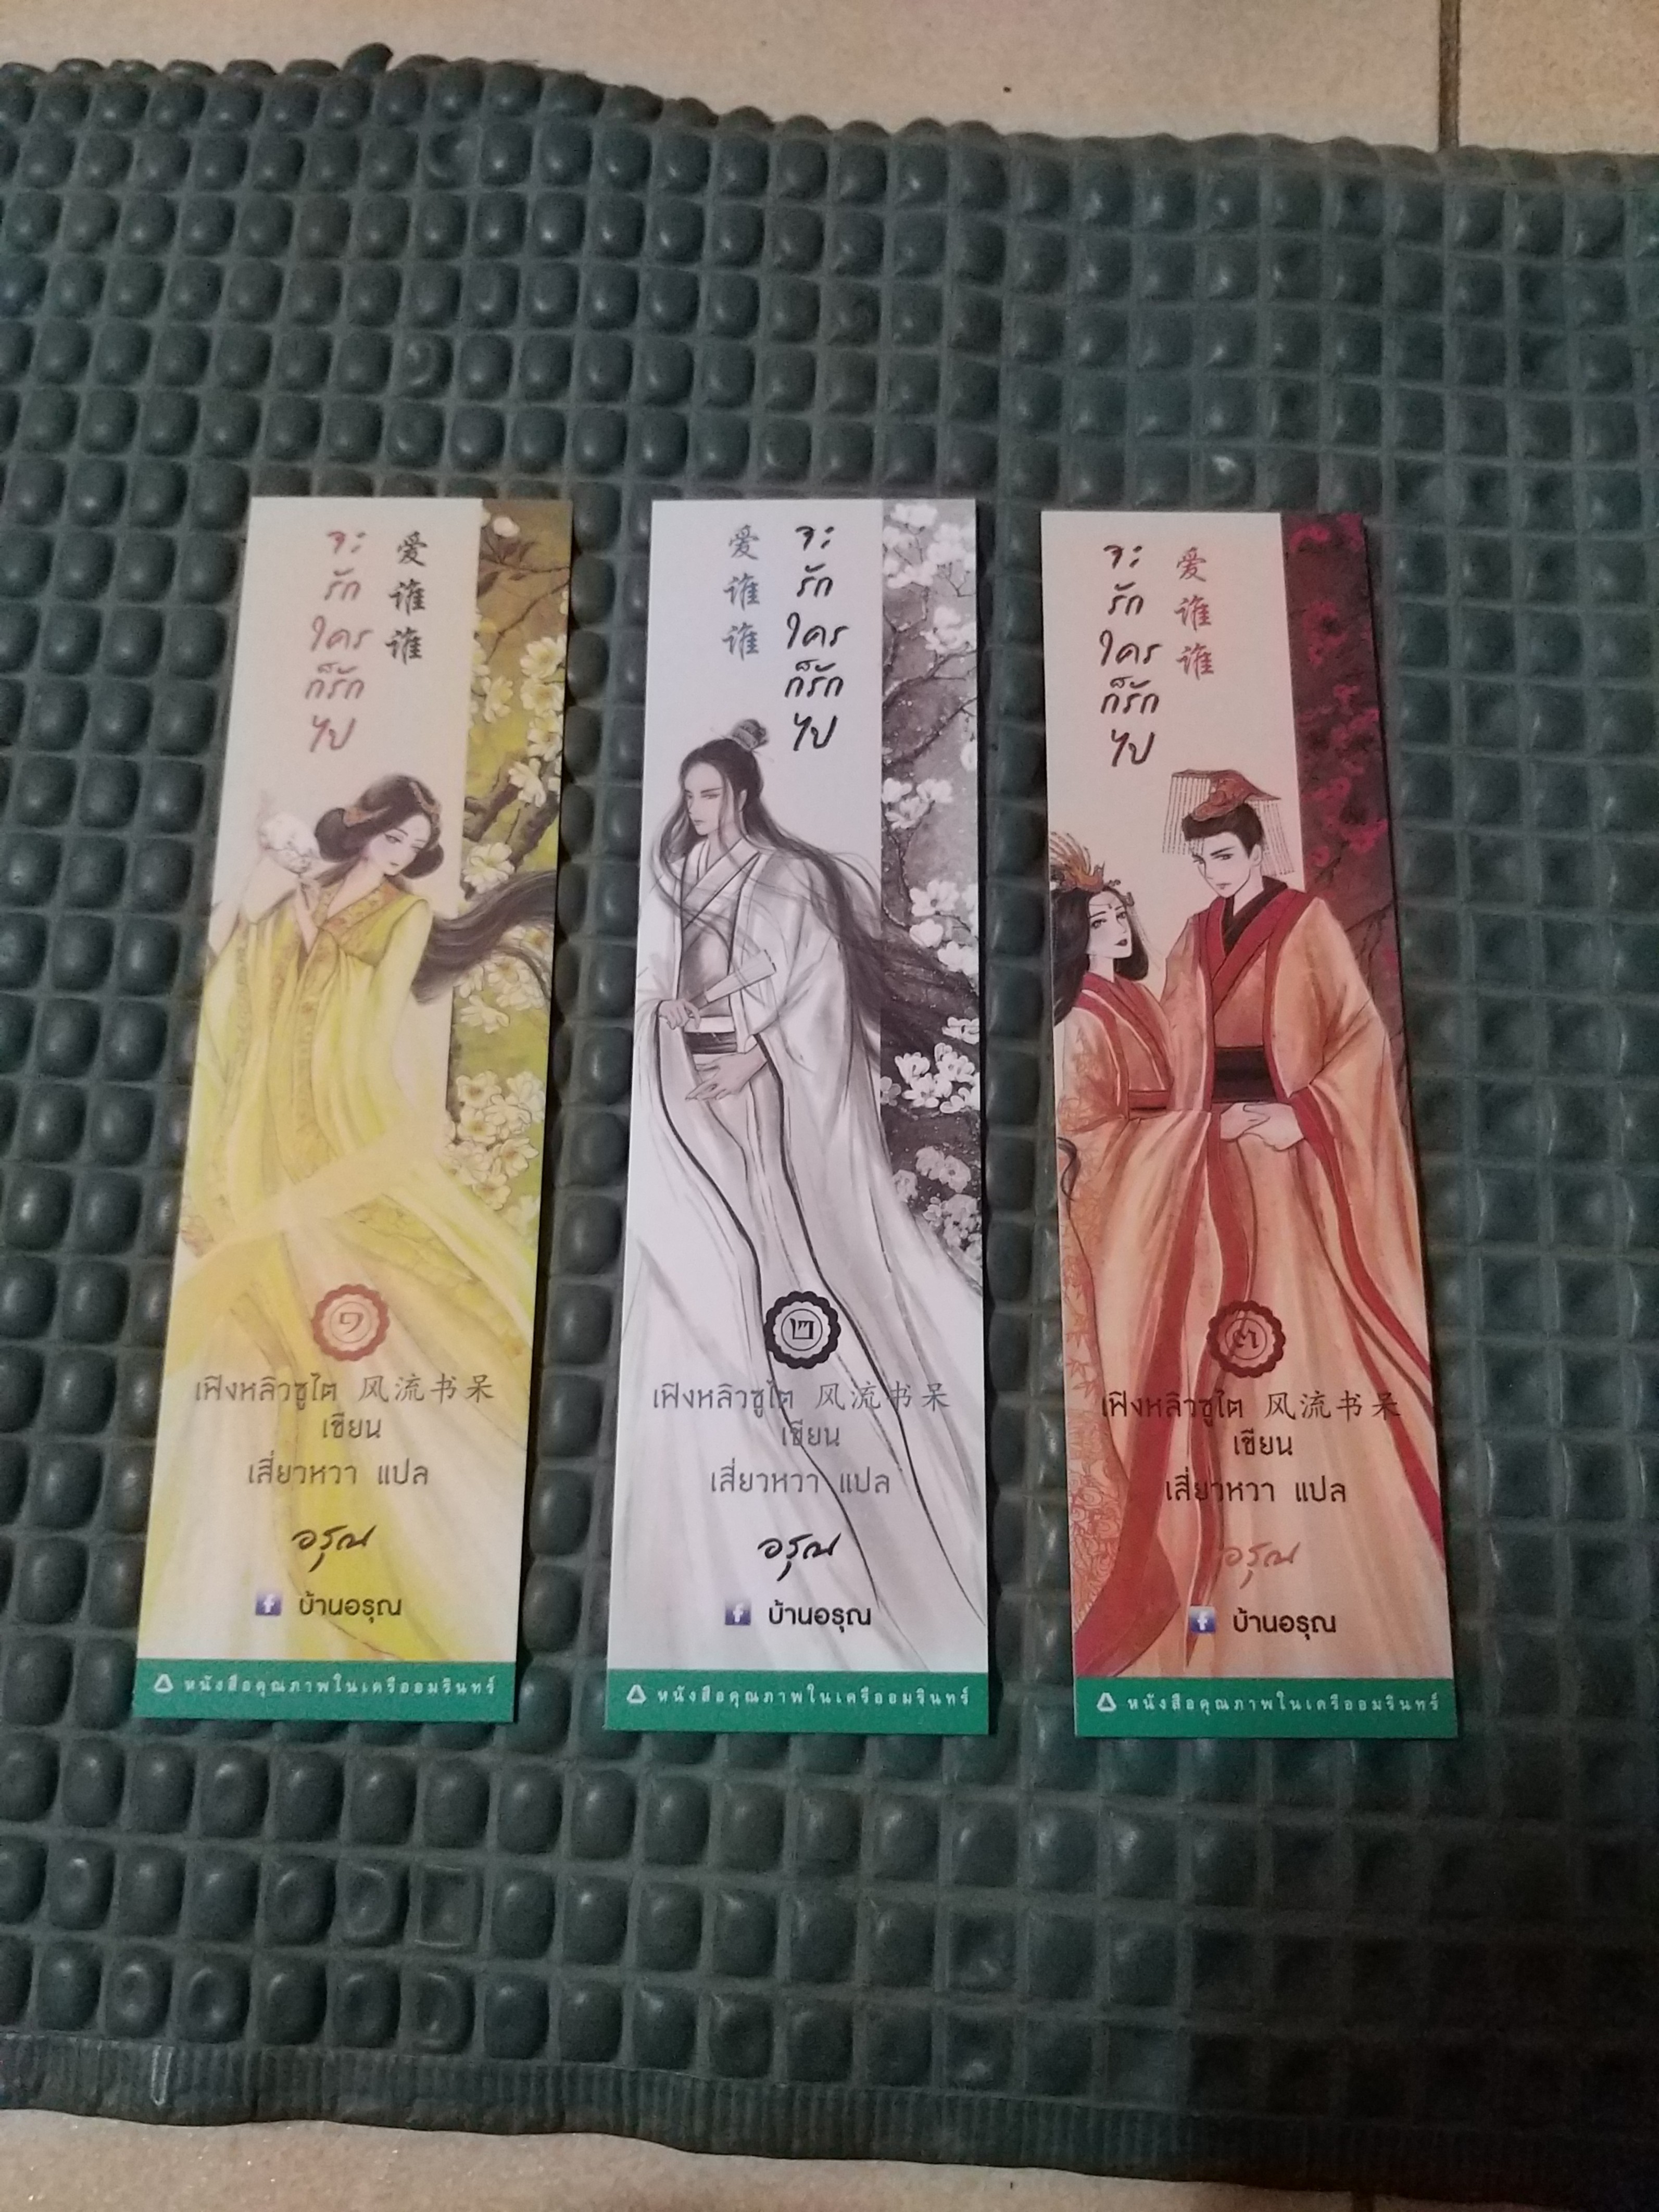 จะ
รัก
ใคร
ก็รัก
ไป
爱
谁
谁
๑
เฟิงหลิวซูไต 风流书呆
เขียน
เสี่ยวหวา แปล
อรุณ
f บ้านอรุณ
หนังสือคุณภาพในเครืออมรินทร์
爱
谁
谁
จะ
รัก
ใคร
ก็รัก
ไป
๒
เฟิงหลิวซูไต 风流书呆
เขียน
เสี่ยวหวา แปล
อรุณ
f บ้านอรุณ
หนังสือคุณภาพในเครืออมรินทร์
จะ
รัก
ใคร
ก็รัก
ไป
爱
谁
谁
๓
เฟิงหลิวซูไต 风流书呆
เขียน
เสี่ยวหวา แปล
อรุณ
f บ้านอรุณ
หนังสือคุณภาพในเครืออมรินทร์